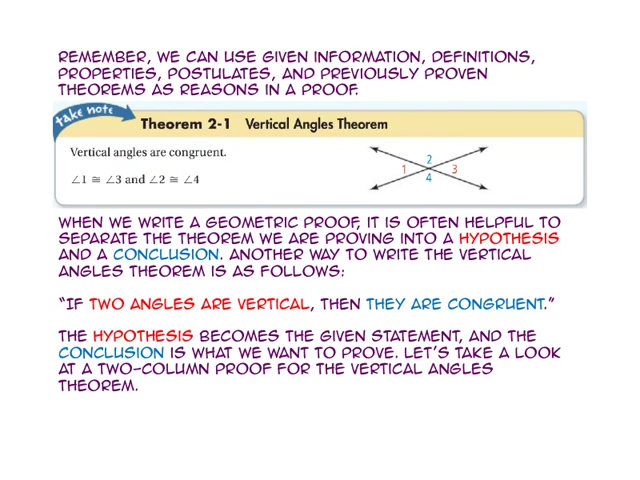 REMEMBER, WE CAN USE GIVEN INFORMATION, DEFINITIONS,
PROPERTIES, POSTULATES, AND PREVIOUSLY PROVEN
THEOREMS AS REASONS IN A PROOF.
take note
Theorem 2-1 Vertical Angles Theorem
Vertical angles are congruent.
∠1 ≅ ∠3 and ∠2 ≅ ∠4
2
1 3
4
WHEN WE WRITE A GEOMETRIC PROOF, IT IS OFTEN HELPFUL TO
SEPARATE THE THEOREM WE ARE PROVING INTO A HYPOTHESIS
AND A CONCLUSION. ANOTHER WAY TO WRITE THE VERTICAL
ANGLES THEOREM IS AS FOLLOWS:
“IF TWO ANGLES ARE VERTICAL, THEN THEY ARE CONGRUENT.”
THE HYPOTHESIS BECOMES THE GIVEN STATEMENT, AND THE
CONCLUSION IS WHAT WE WANT TO PROVE. LET'S TAKE A LOOK
AT A TWO-COLUMN PROOF FOR THE VERTICAL ANGLES
THEOREM.